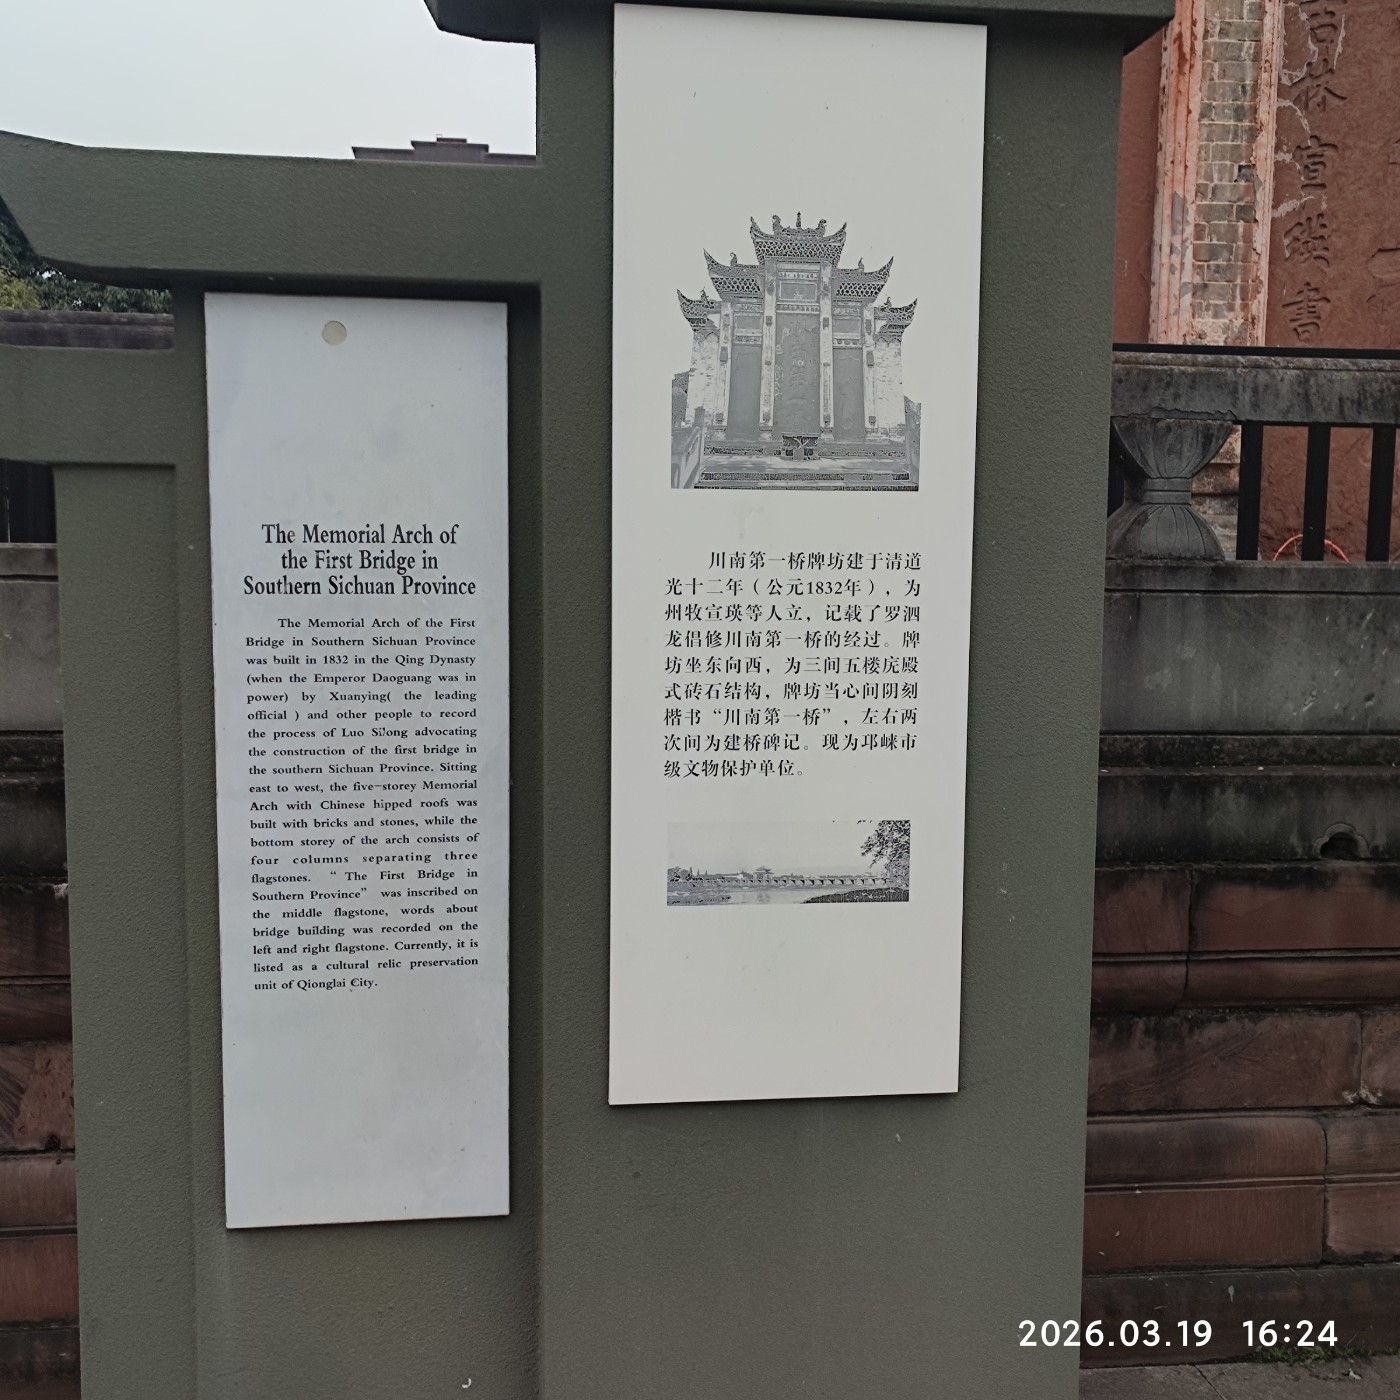 The Memorial Arch of
the First Bridge in
Southern Sichuan Province
The Memorial Arch of the First
Bridge in Southern Sichuan Province
was built in 1832 in the Qing Dynasty
(when the Emperor Daoguang was in
power) by Xuanying( the leading
official ) and other people to record
the process of Luo Silong advocating
the construction of the first bridge in
the southern Sichuan Province. Sitting
east to west, the five-storey Memorial
Arch with Chinese hipped roofs was
built with bricks and stones, while the
bottom storey of the arch consists of
four columns separating three
flagstones. “ The First Bridge in
Southern Province” was inscribed on
the middle flagstone, words about
bridge building was recorded on the
left and right flagstone. Currently, it is
listed as a cultural relic preservation
unit of Qionglai City.
川南第一桥牌坊建于清道
光十二年（公元1832年），为
州牧宣瑛等人立，记载了罗泗
龙倡修川南第一桥的经过。牌
坊坐东向西，为三间五楼庑殿
式砖石结构，牌坊当心间阴刻
楷书“川南第一桥”，左右两
次间为建桥碑记。现为邛崃市
级文物保护单位。
林宣瑛書
2026.03.19 16:24